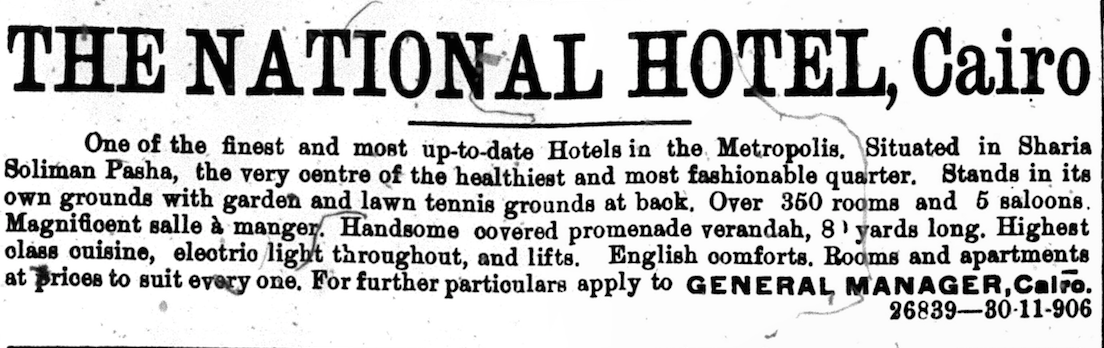 THE NATIONAL HOTEL, Cairo
One of the finest and most up-to-date Hotels in the Metropolis. Situated in Sharia
Soliman Pasha, the very centre of the healthiest and most fashionable quarter. Stands in its
own grounds with garden and lawn tennis grounds at back. Over 350 rooms and 5 saloons.
Magnificent salle à manger. Handsome covered promenade verandah, yards long. Highest
class cuisine, electric light throughout, and lifts. English comforts. Rooms and apartments
at prices to suit every one. For further particulars apply to GENERAL MANAGER, Cairo.
26839—30-11-906